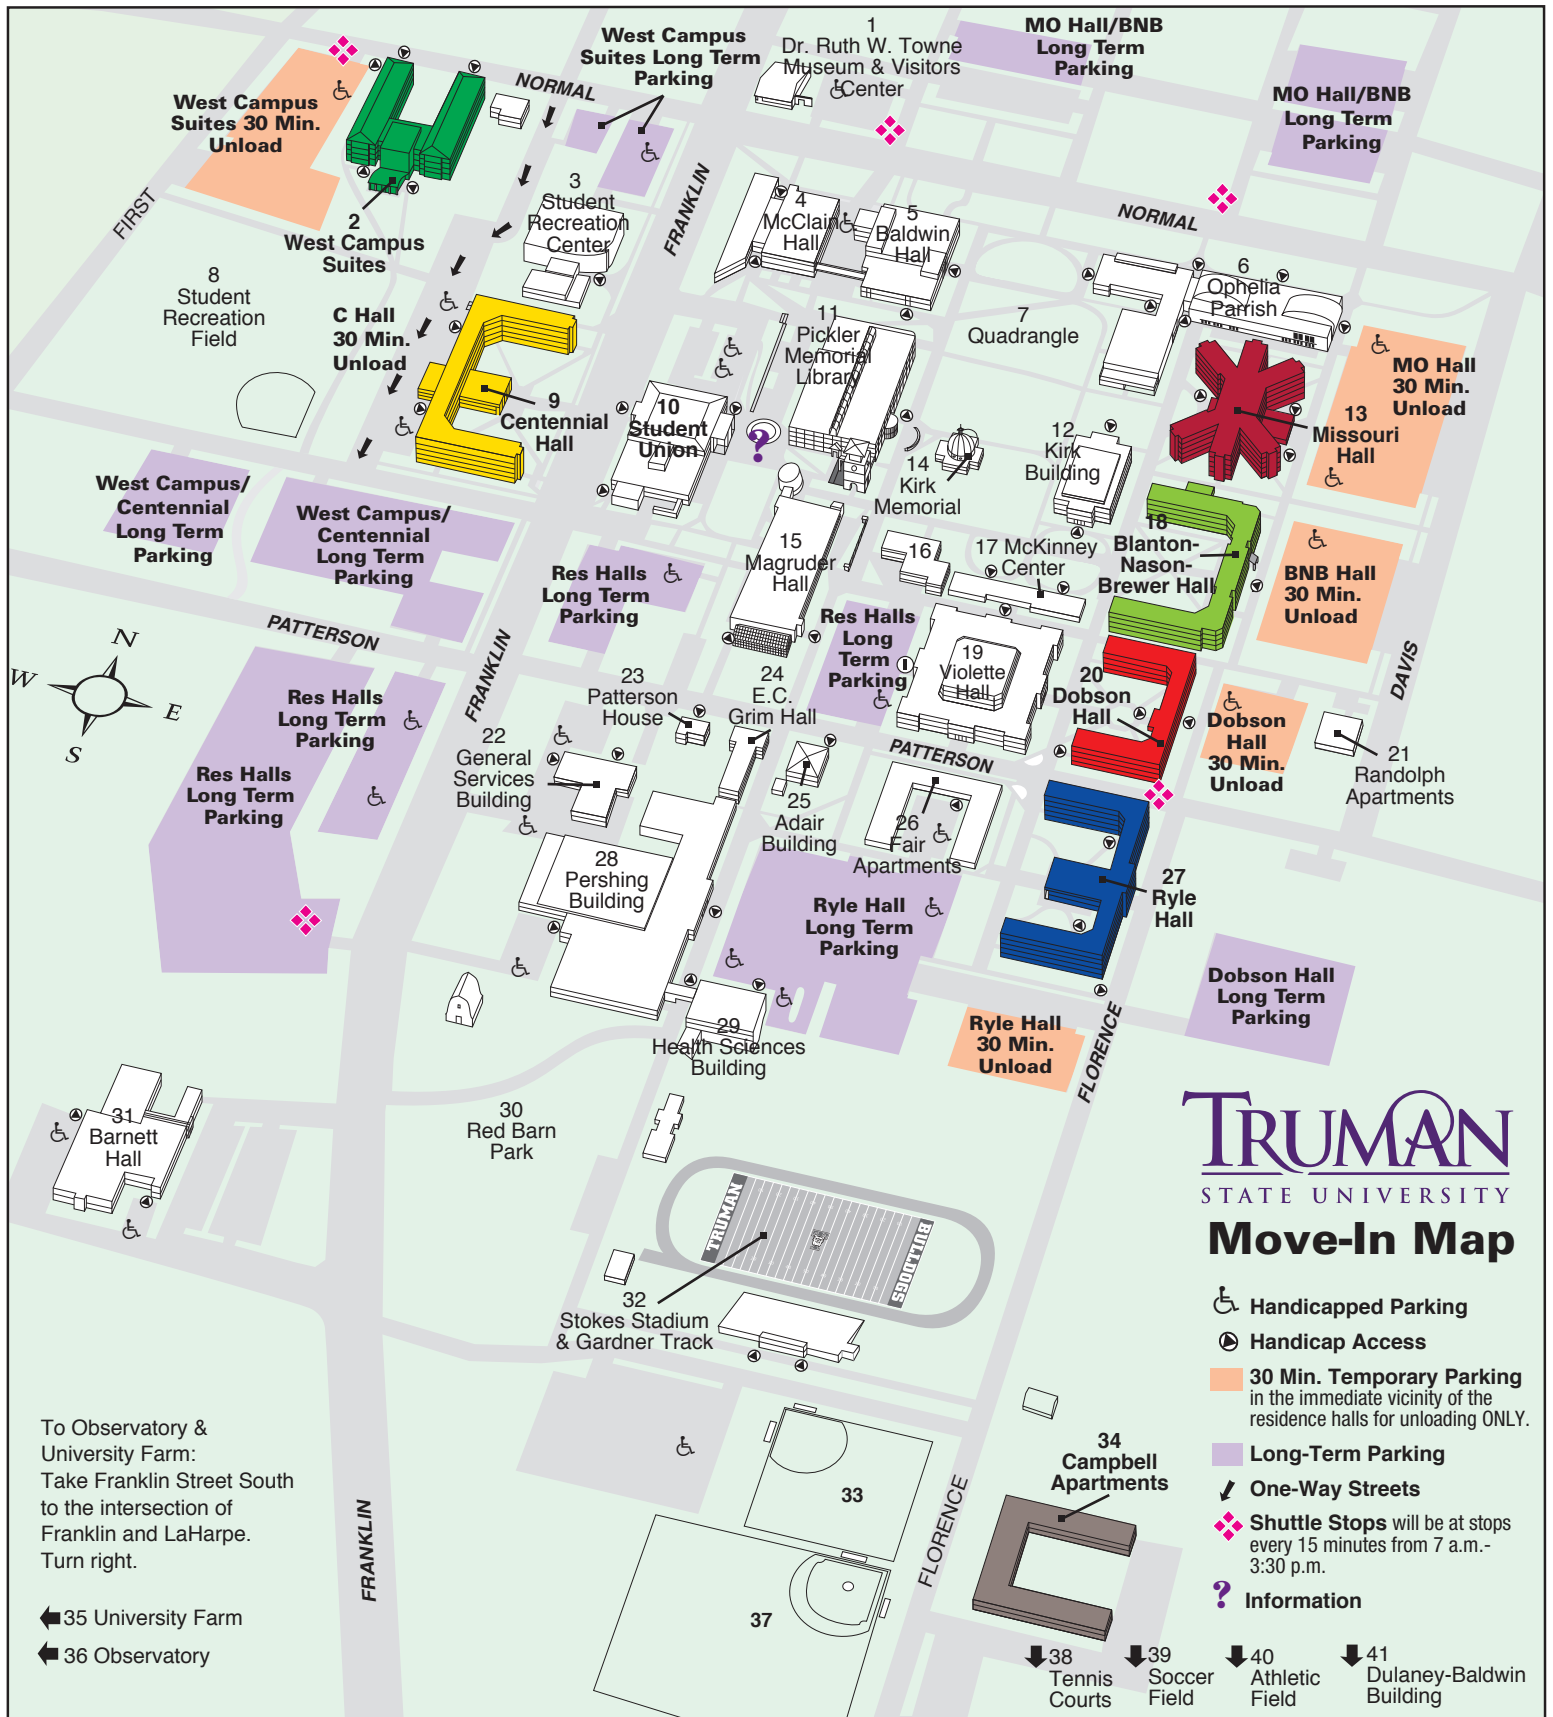 1
Dr. Ruth W. Towne
Museum & Visitors
Center
MO Hall/BNB
Long Term
Parking
West Campus
Suites Long Term
Parking
NORMAL
MO Hall/BNB
Long Term
Parking
West Campus
Suites 30 Min.
Unload
FIRST
2
West Campus
Suites
3
Student
Recreation
Center
FRANKLIN
4
McClain
Hall
5
Baldwin
Hall
NORMAL
6
Ophelia
Parrish
7
Quadrangle
8
Student
Recreation
Field
C Hall
30 Min.
Unload
9
Centennial
Hall
10
Student
Union
11
Pickler
Memorial
Library
?
12
Kirk
Building
MO Hall
30 Min.
Unload
13
Missouri
Hall
14
Kirk
Memorial
West Campus/
Centennial
Long Term
Parking
West Campus/
Centennial
Long Term
Parking
15
Magruder
Hall
16
17 McKinney
Center
18
Blanton-
Nason-
Brewer Hall
BNB Hall
30 Min.
Unload
Res Halls
Long Term
Parking
Res Halls
Long
Term
Parking
19
Violette
Hall
PATTERSON
FRANKLIN
DAVIS
N
W
E
S
Res Halls
Long Term
Parking
Res Halls
Long Term
Parking
20
Dobson
Hall
Dobson
Hall
30 Min.
Unload
21
Randolph
Apartments
22
General
Services
Building
23
Patterson
House
24
E.C.
Grim Hall
PATTERSON
25
Adair
Building
26
Fair
Apartments
27
Ryle
Hall
28
Pershing
Building
Ryle Hall
Long Term
Parking
Dobson Hall
Long Term
Parking
Ryle Hall
30 Min.
Unload
FLORENCE
29
Health Sciences
Building
30
Red Barn
Park
31
Barnett
Hall
TRUMAN
BULLDOGS
32
Stokes Stadium
& Gardner Track
TRUMAN
STATE UNIVERSITY
Move-In Map
Handicapped Parking
Handicap Access
30 Min. Temporary Parking
in the immediate vicinity of the
residence halls for unloading ONLY.
Long-Term Parking
One-Way Streets
Shuttle Stops will be at stops
every 15 minutes from 7 a.m.-
3:30 p.m.
? Information
33
34
Campbell
Apartments
FLORENCE
FRANKLIN
37
To Observatory &
University Farm:
Take Franklin Street South
to the intersection of
Franklin and LaHarpe.
Turn right.
35 University Farm
36 Observatory
38
Tennis
Courts
39
Soccer
Field
40
Athletic
Field
41
Dulaney-Baldwin
Building